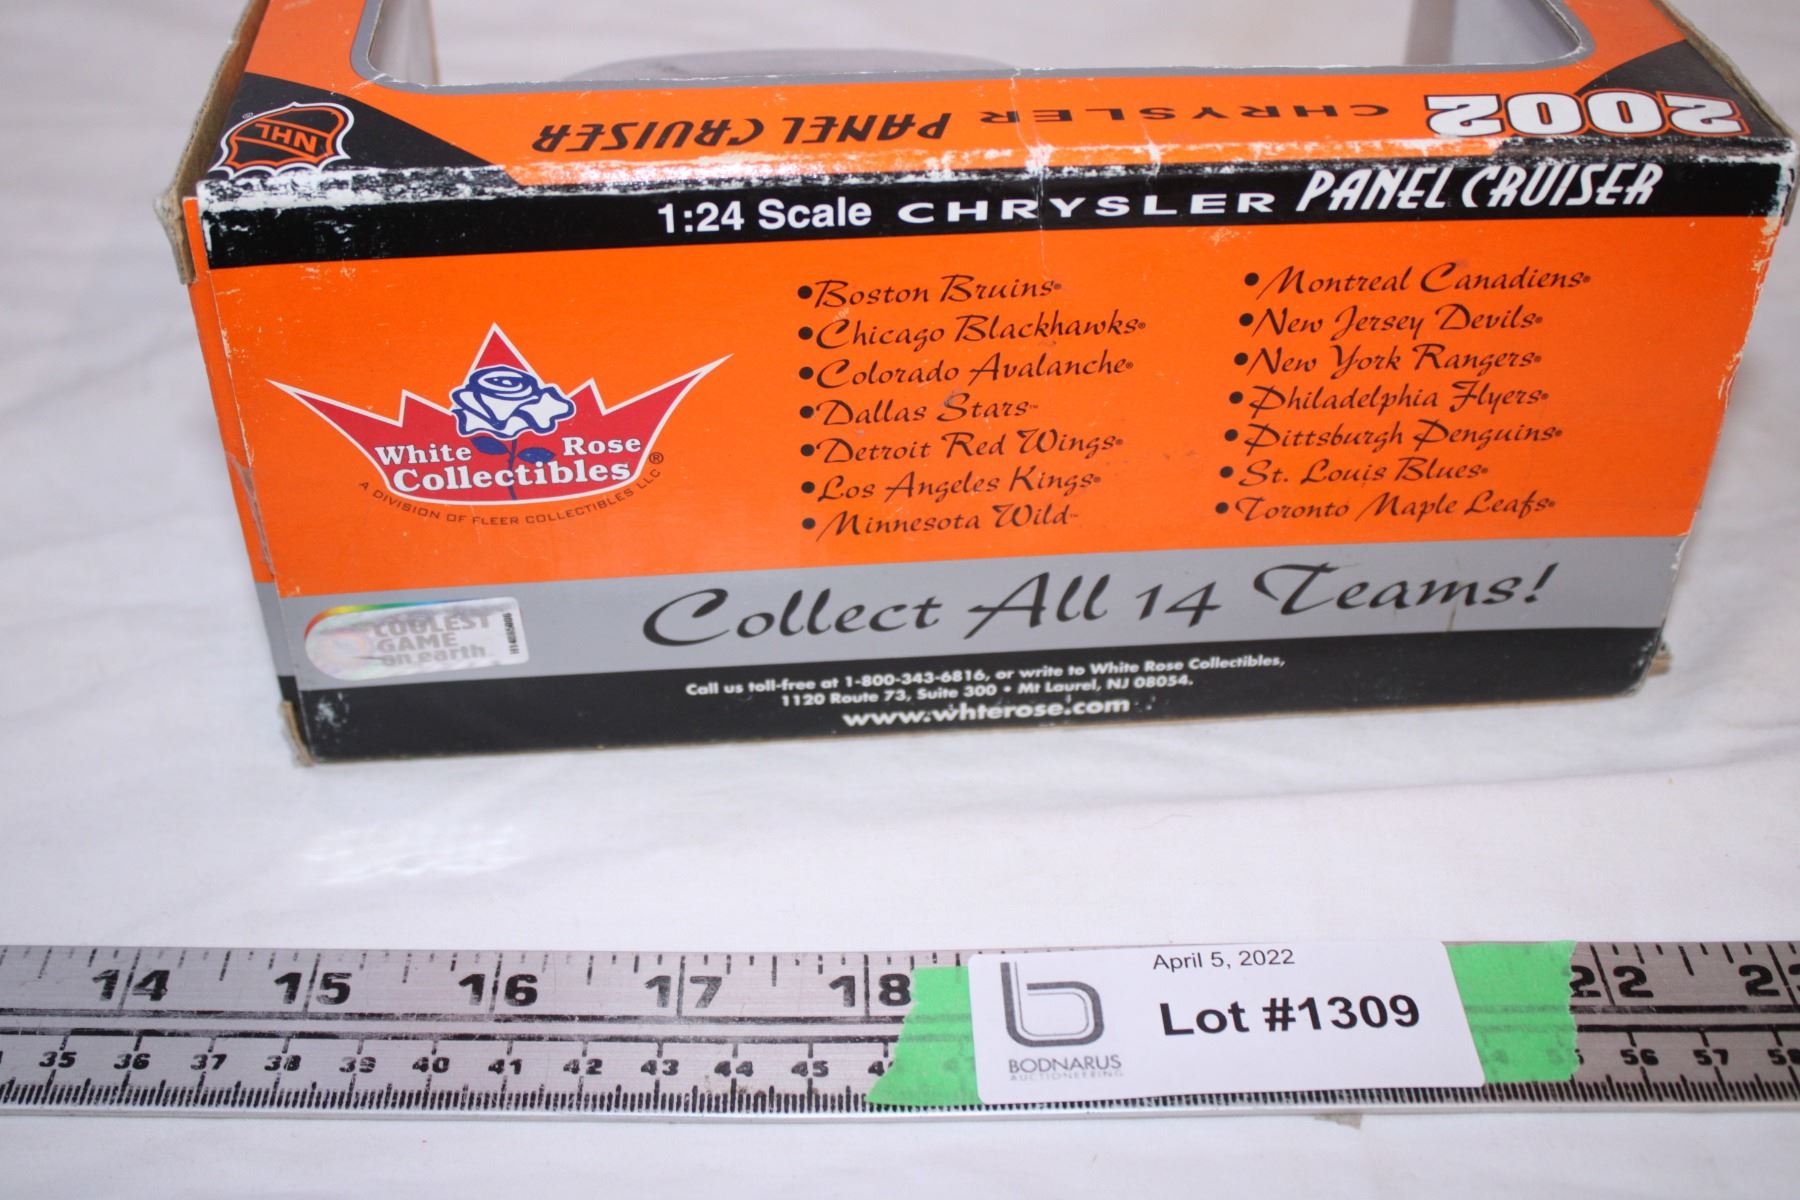 2002 CHRYSLER PANEL CRUISER
NHL
®
1:24 Scale CHRYSLER PANEL CRUISER
White Rose
Collectibles®
A DIVISION OF FLEER COLLECTIBLES LLC
•Boston Bruins®
•Chicago Blackhawks®
•Colorado Avalanche®
•Dallas Stars™
•Detroit Red Wings®
•Los Angeles Kings®
•Minnesota Wild™
•Montreal Canadiens®
•New Jersey Devils®
•New York Rangers®
•Philadelphia Flyers®
•Pittsburgh Penguins®
•St. Louis Blues®
•Toronto Maple Leafs®
Collect All 14 Teams!
COOLEST
GAME
on earth
Call us toll-free at 1-800-343-6816, or write to White Rose Collectibles,
1120 Route 73, Suite 300 • Mt Laurel, NJ 08054.
www.whterose.com
14 15 16 17 18 22
35 36 37 38 39 40 41 42 43 44 45 56 57
April 5, 2022
Lot #1309
BODNARUS
AUCTIONEERING